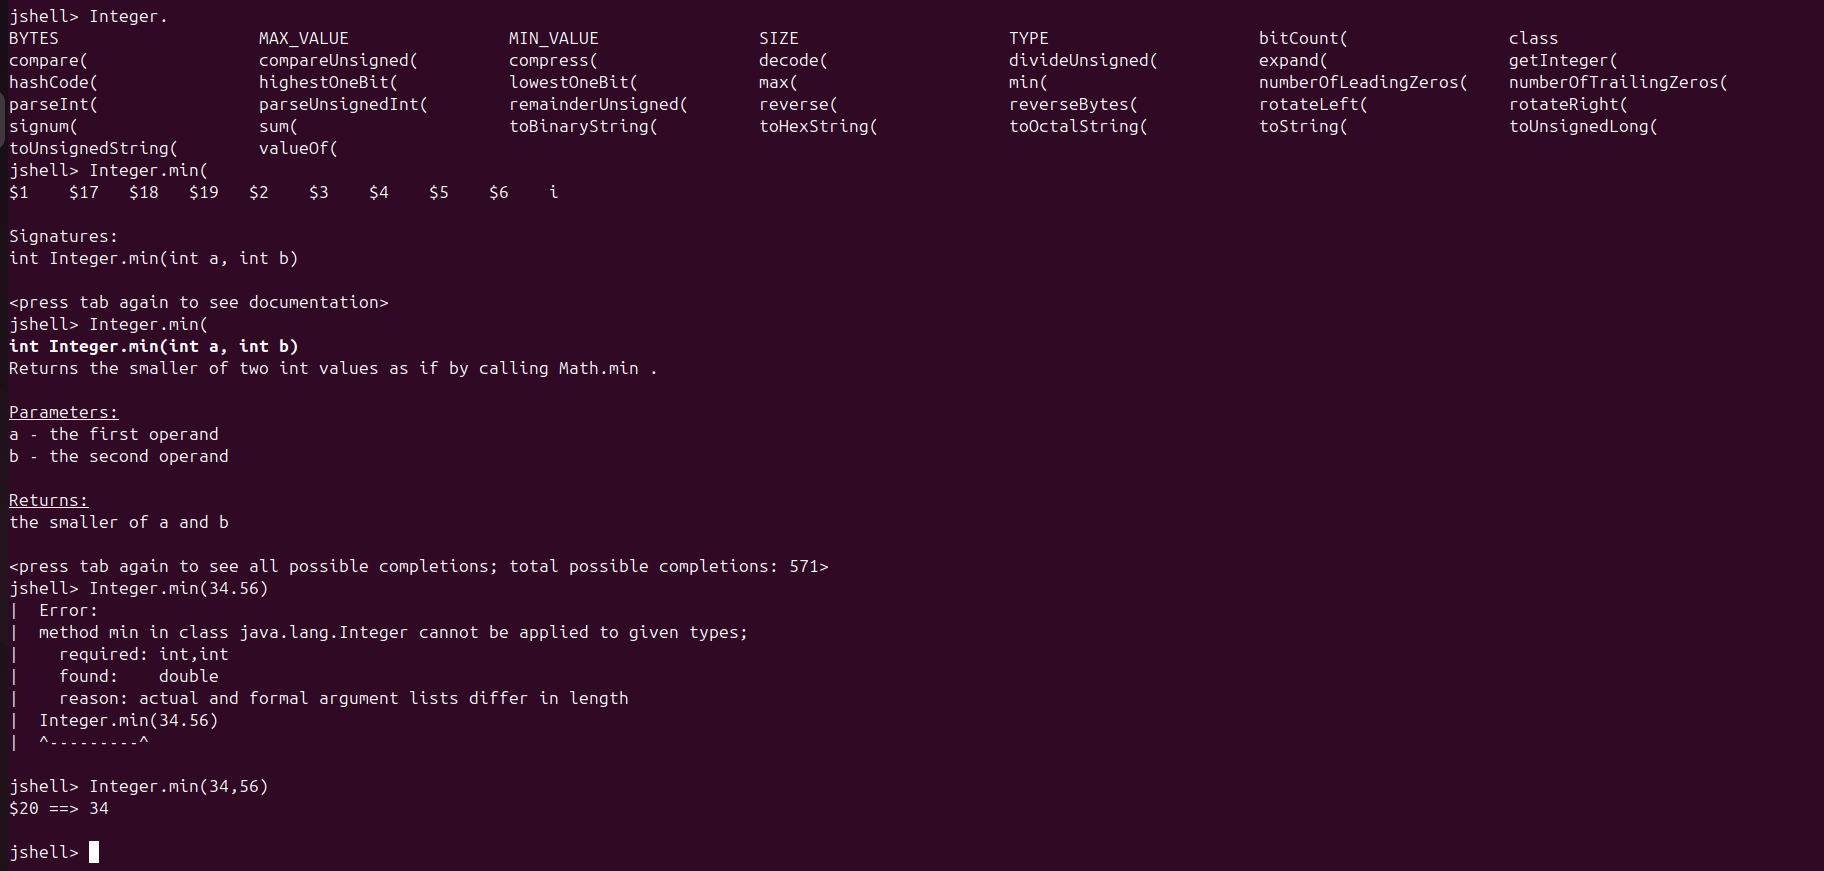 jshell> Integer.
BYTES MAX_VALUE MIN_VALUE SIZE TYPE bitCount( class
compare( compareUnsigned( compress( decode( divideUnsigned( expand( getInteger(
hashCode( highestOneBit( lowestOneBit( max( min( numberOfLeadingZeros( numberOfTrailingZeros(
parseInt( parseUnsignedInt( remainderUnsigned( reverse( reverseBytes( rotateLeft( rotateRight(
signum( sum( toBinaryString( toHexString( toOctalString( toString( toUnsignedLong(
toUnsignedString( valueOf(
jshell> Integer.min(
$1 $17 $18 $19 $2 $3 $4 $5 $6 i
Signatures:
int Integer.min(int a, int b)
<press tab again to see documentation>
jshell> Integer.min(
int Integer.min(int a, int b)
Returns the smaller of two int values as if by calling Math.min .
Parameters:
a - the first operand
b - the second operand
Returns:
the smaller of a and b
<press tab again to see all possible completions; total possible completions: 571>
jshell> Integer.min(34.56)
|  Error:
|  method min in class java.lang.Integer cannot be applied to given types;
|    required: int,int
|    found:    double
|    reason: actual and formal argument lists differ in length
|  Integer.min(34.56)
|  ^---------^
jshell> Integer.min(34,56)
$20 ==> 34
jshell>